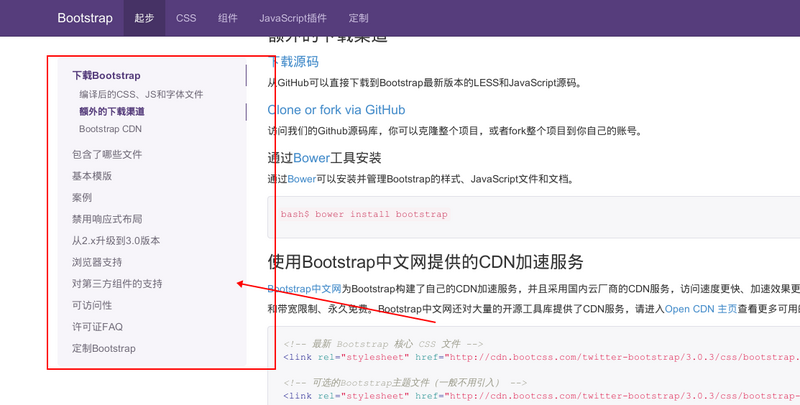 Bootstrap 起步 CSS 组件 JavaScript插件 定制
下载Bootstrap
编译后的CSS、JS和字体文件
额外的下载渠道
Bootstrap CDN
包含了哪些文件
基本模版
案例
禁用响应式布局
从2.x升级到3.0版本
浏览器支持
对第三方组件的支持
可访问性
许可证FAQ
定制Bootstrap
额外的下载渠道
下载源码
从GitHub可以直接下载到Bootstrap最新版本的LESS和JavaScript源码。
Clone or fork via GitHub
访问我们的Github源码库，你可以克隆整个项目，或者fork整个项目到你自己的账号。
通过Bower工具安装
通过Bower可以安装并管理Bootstrap的样式、JavaScript文件和文档。
bash$ bower install bootstrap
使用Bootstrap中文网提供的CDN加速服务
Bootstrap中文网为Bootstrap构建了自己的CDN加速服务，并且采用国内云厂商的CDN服务，访问速度更快、加速效果更
和带宽限制、永久免费。Bootstrap中文网还对大量的开源工具库提供了CDN服务，请进入Open CDN 主页查看更多可用的
<!-- 最新 Bootstrap 核心 CSS 文件 -->
<link rel="stylesheet" href="http://cdn.bootcss.com/twitter-bootstrap/3.0.3/css/bootstrap.
<!-- 可选的Bootstrap主题文件（一般不用引入） -->
<link rel="stylesheet" href="http://cdn.bootcss.com/twitter-bootstrap/3.0.3/css/bootstrap-